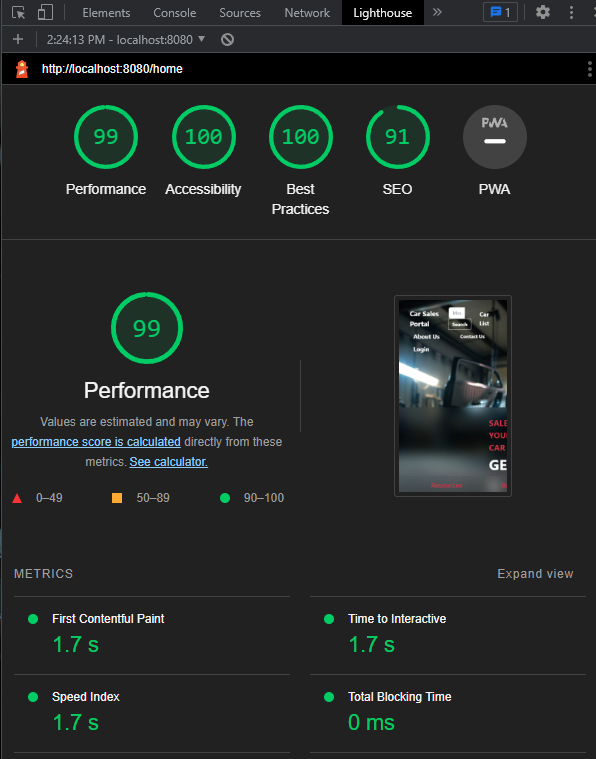 Elements Console Sources Network Lighthouse » 1
+ 2:24:13 PM - localhost:8080
http://localhost:8080/home
99 100 100 91 PWA
Performance Accessibility Best Practices SEO PWA
99
Performance
Values are estimated and may vary. The
performance score is calculated directly from these
metrics. See calculator.
0–49 50–89 90–100
Car Sales Portal
Search
Car List
About Us Contact Us
Login
SALE
YOU
CAR
GE
METRICS Expand view
First Contentful Paint Time to Interactive
1.7 s 1.7 s
Speed Index Total Blocking Time
1.7 s 0 ms